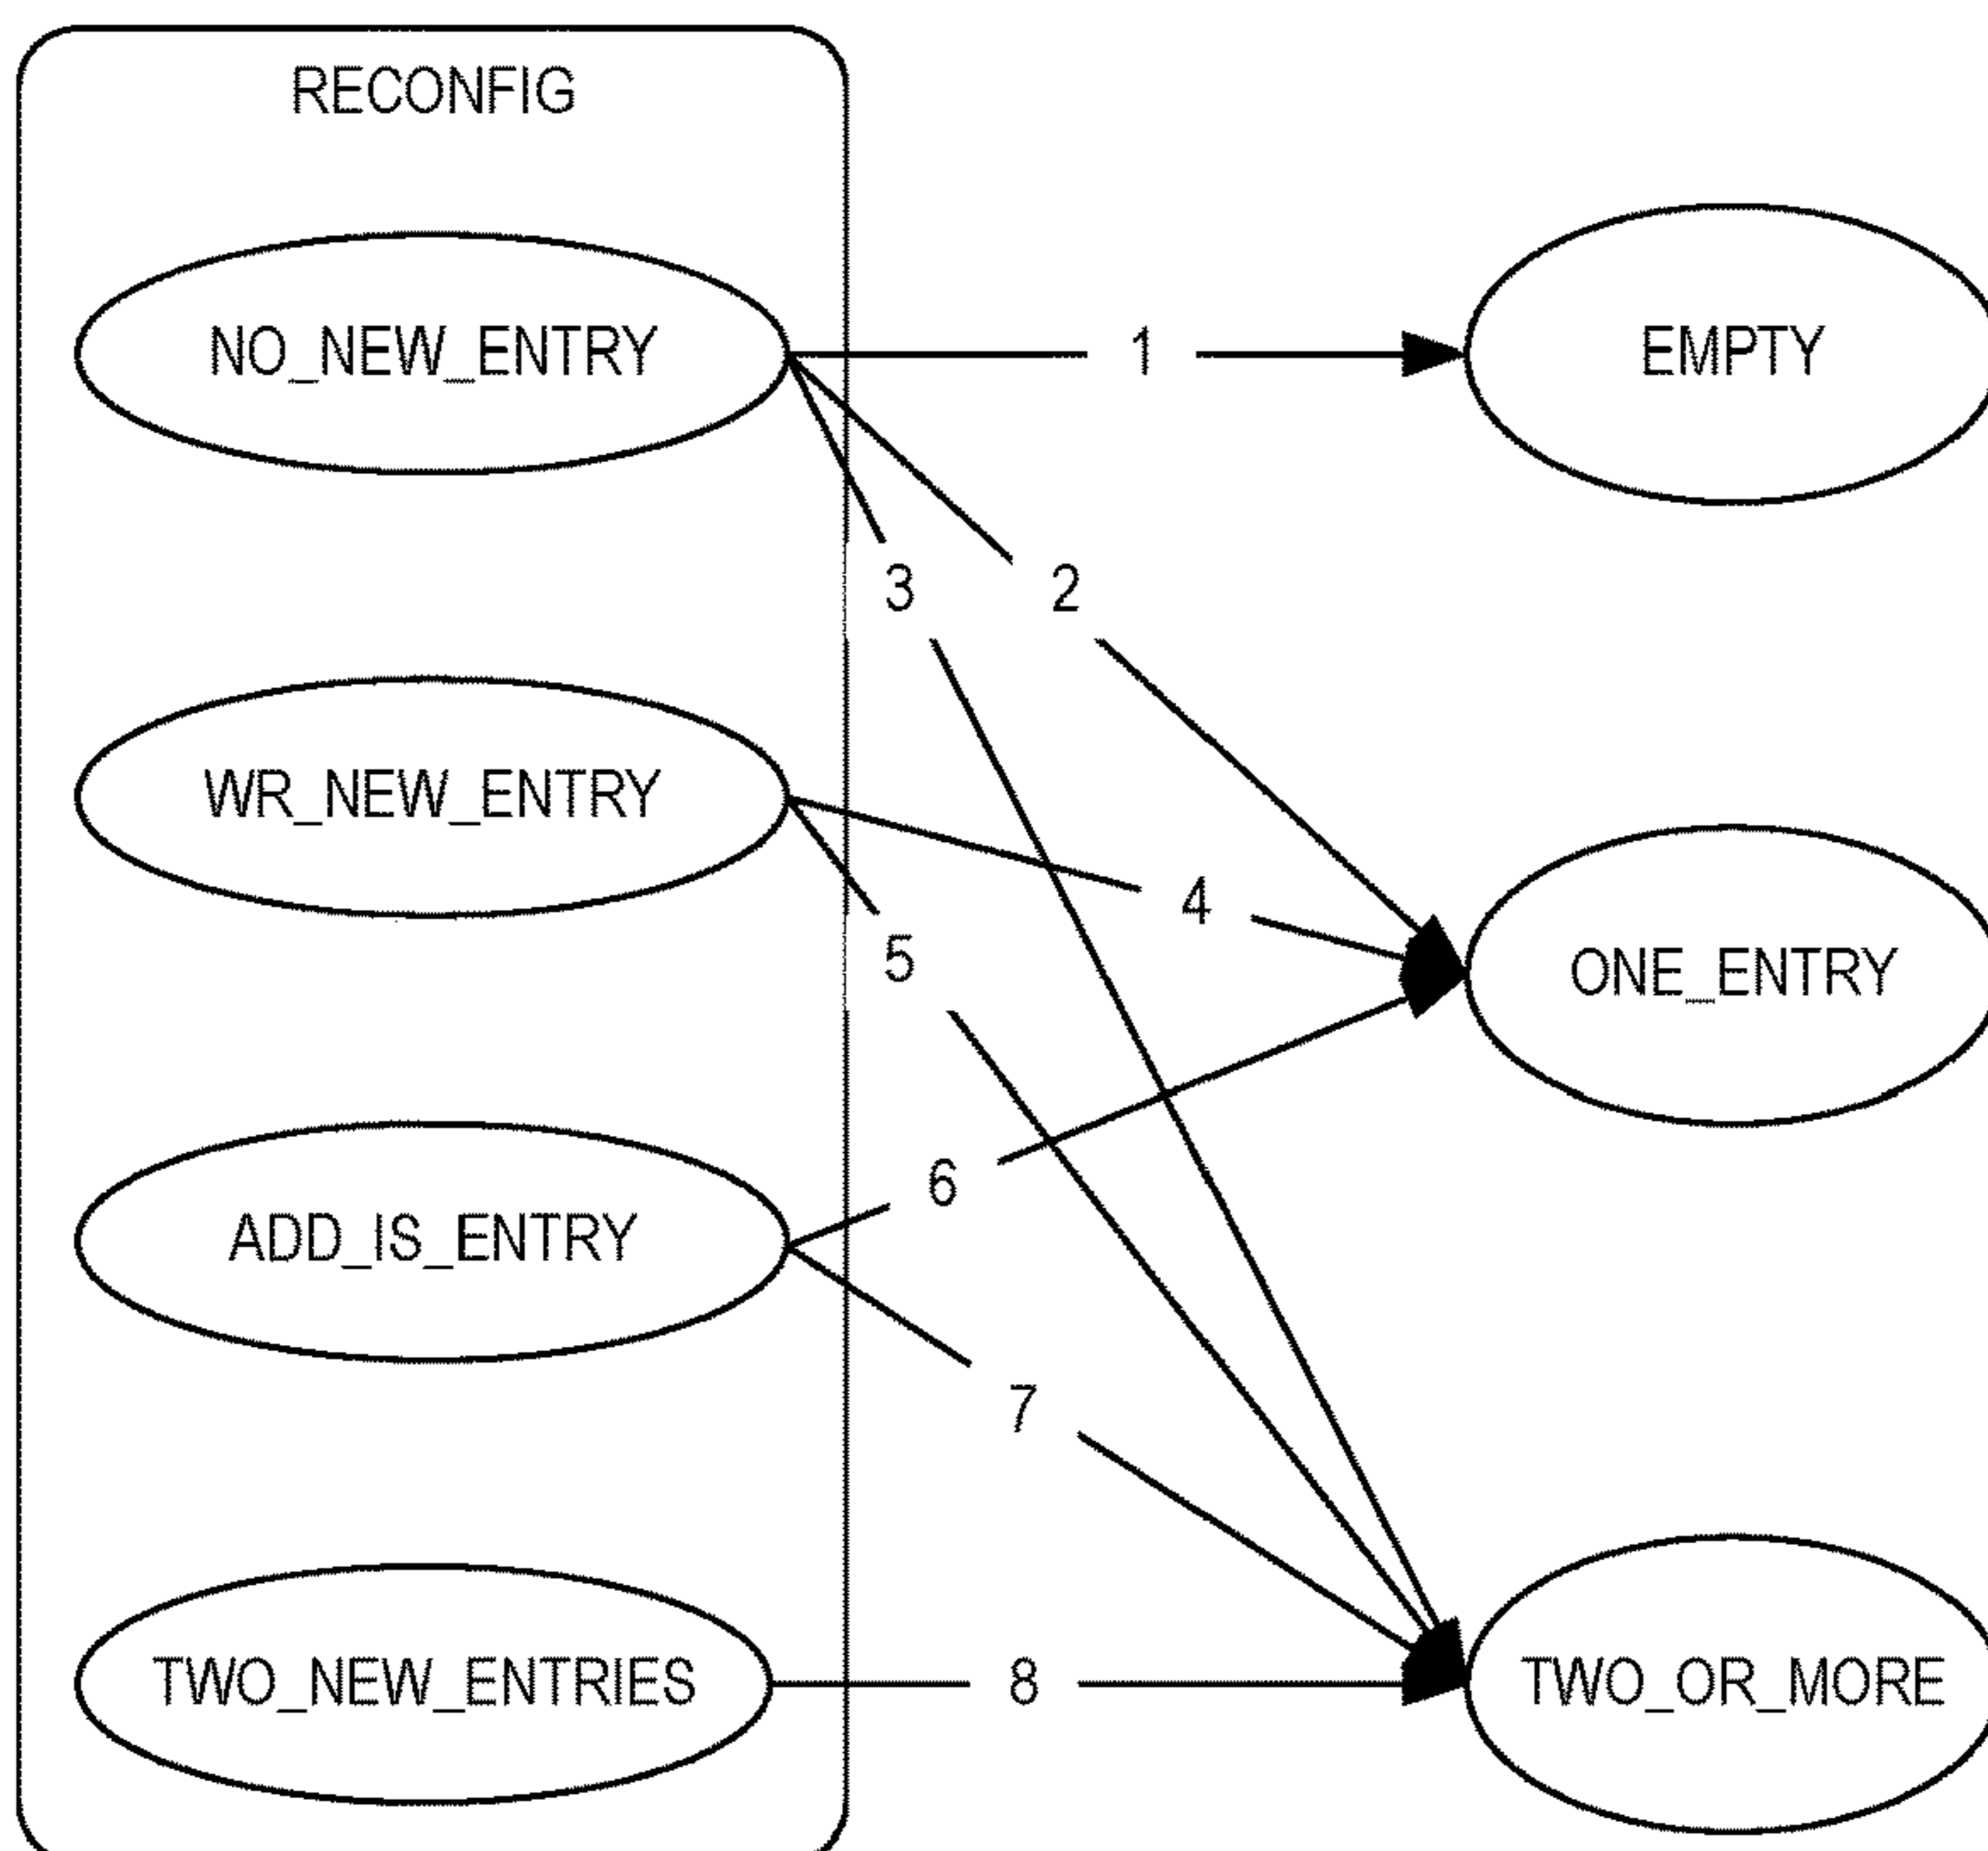 RECONFIG
NO_NEW_ENTRY
1
EMPTY
3
2
WR_NEW_ENTRY
4
5
ONE_ENTRY
6
ADD_IS_ENTRY
7
TWO_NEW_ENTRIES
8
TWO_OR_MORE